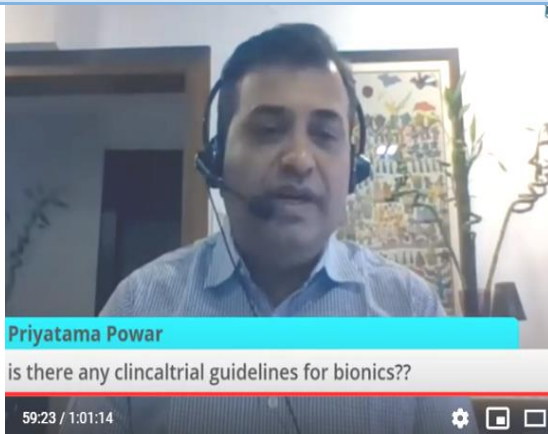 Priyatama Powar
is there any clincaltrial guidelines for bionics??
59:23 / 1:01:14